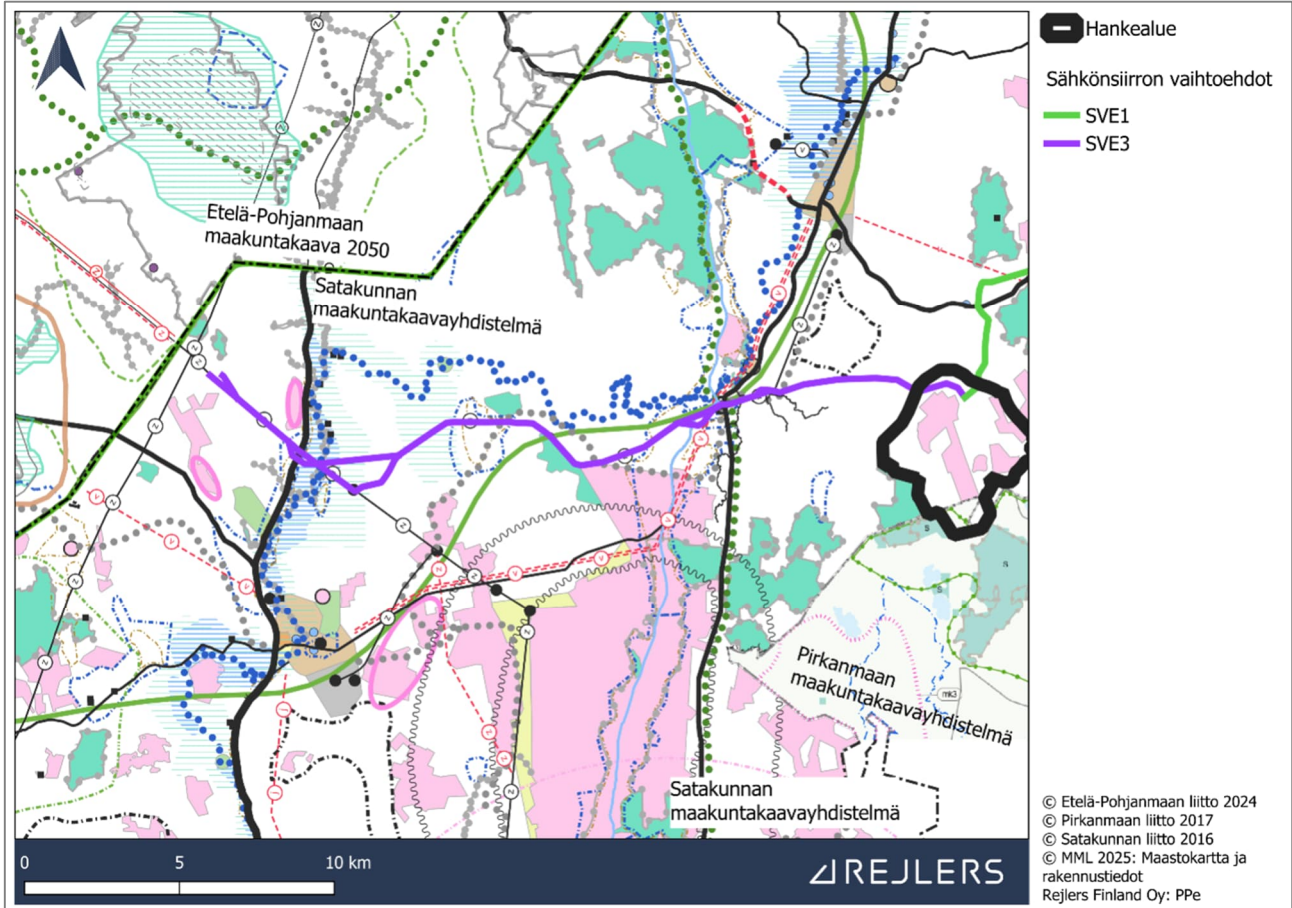 Hankealue
Sähkönsiirron vaihtoehdot
SVE1
SVE3
Etelä-Pohjanmaan
maakuntakaava 2050
Satakunnan
maakuntakaavayhdistelmä
Pirkanmaan
maakuntakaavayhdistelmä
mk3
S
S
S
Satakunnan
maakuntakaavayhdistelmä
0 5 10 km
REJLERS
© Etelä-Pohjanmaan liitto 2024
© Pirkanmaan liitto 2017
© Satakunnan liitto 2016
© MML 2025: Maastokartta ja
rakennustiedot
Rejlers Finland Oy: PPe